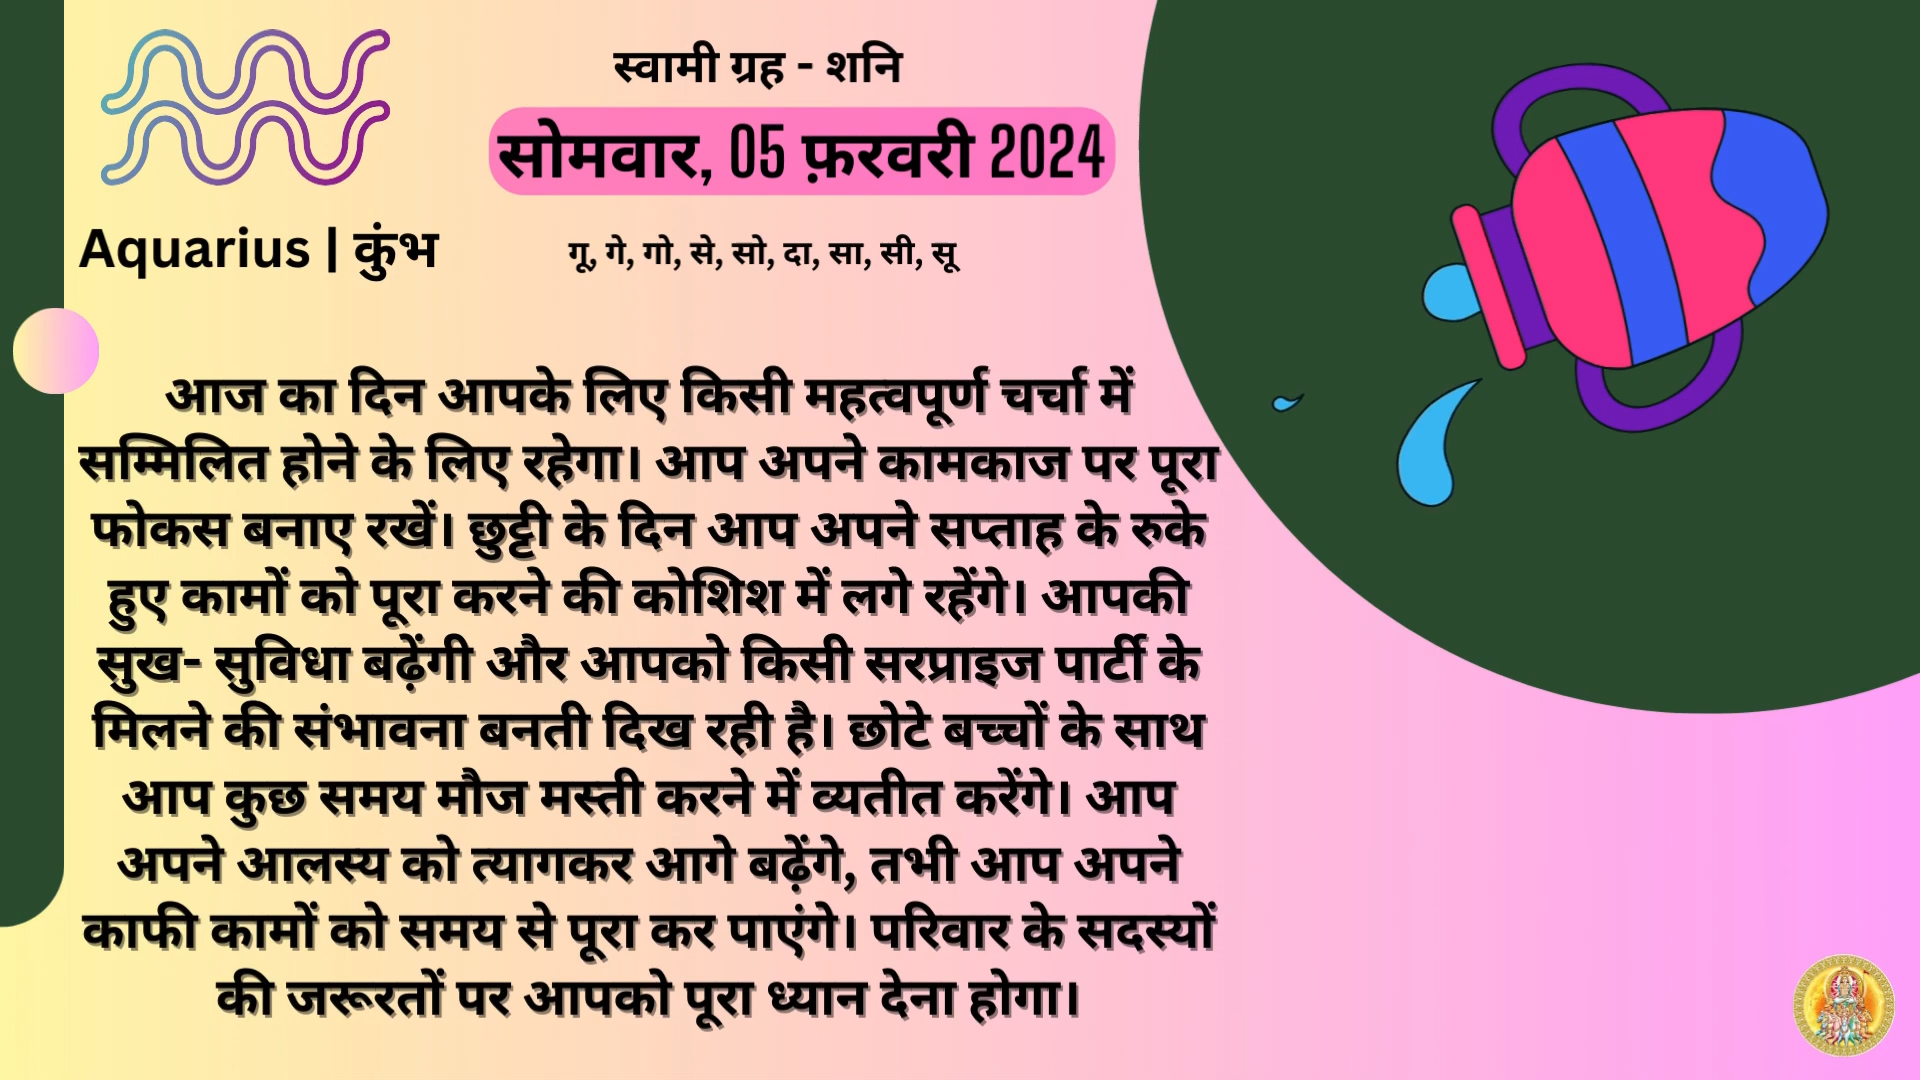 स्वामी ग्रह - शनि
सोमवार, 05 फ़रवरी 2024
Aquarius | कुंभ
गू, गे, गो, से, सो, दा, सा, सी, सू
आज का दिन आपके लिए किसी महत्वपूर्ण चर्चा में
सम्मिलित होने के लिए रहेगा। आप अपने कामकाज पर पूरा
फोकस बनाए रखें। छुट्टी के दिन आप अपने सप्ताह के रुके
हुए कामों को पूरा करने की कोशिश में लगे रहेंगे। आपकी
सुख- सुविधा बढ़ेंगी और आपको किसी सरप्राइज पार्टी के
मिलने की संभावना बनती दिख रही है। छोटे बच्चों के साथ
आप कुछ समय मौज मस्ती करने में व्यतीत करेंगे। आप
अपने आलस्य को त्यागकर आगे बढ़ेंगे, तभी आप अपने
काफी कामों को समय से पूरा कर पाएंगे। परिवार के सदस्यों
की जरूरतों पर आपको पूरा ध्यान देना होगा।